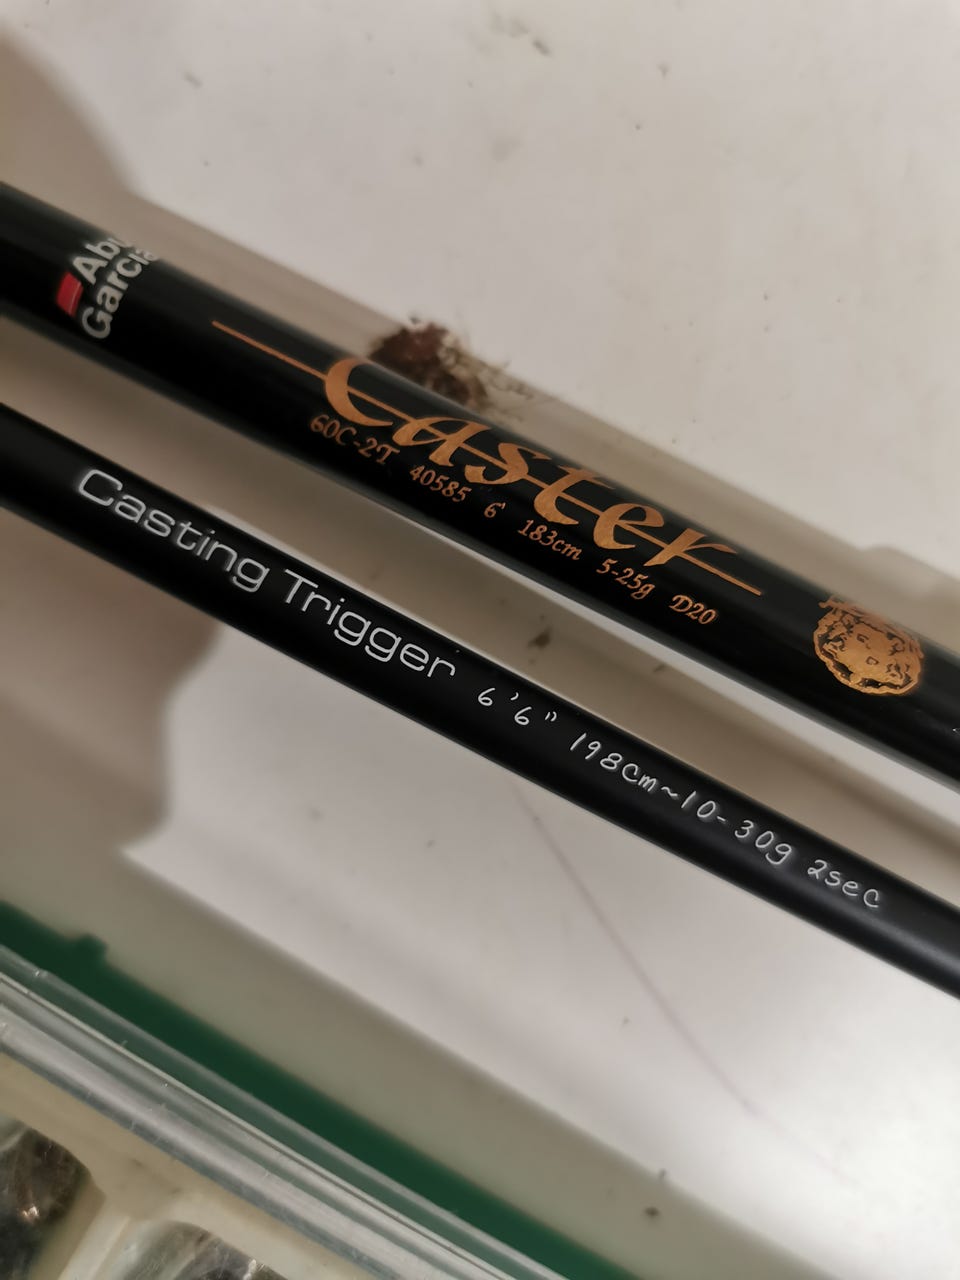 Abu
Garcia
Caster
60C-2T 40585 6' 183cm 5-25g D20
Casting Trigger 6'6" 198cm~10-30g 2sec